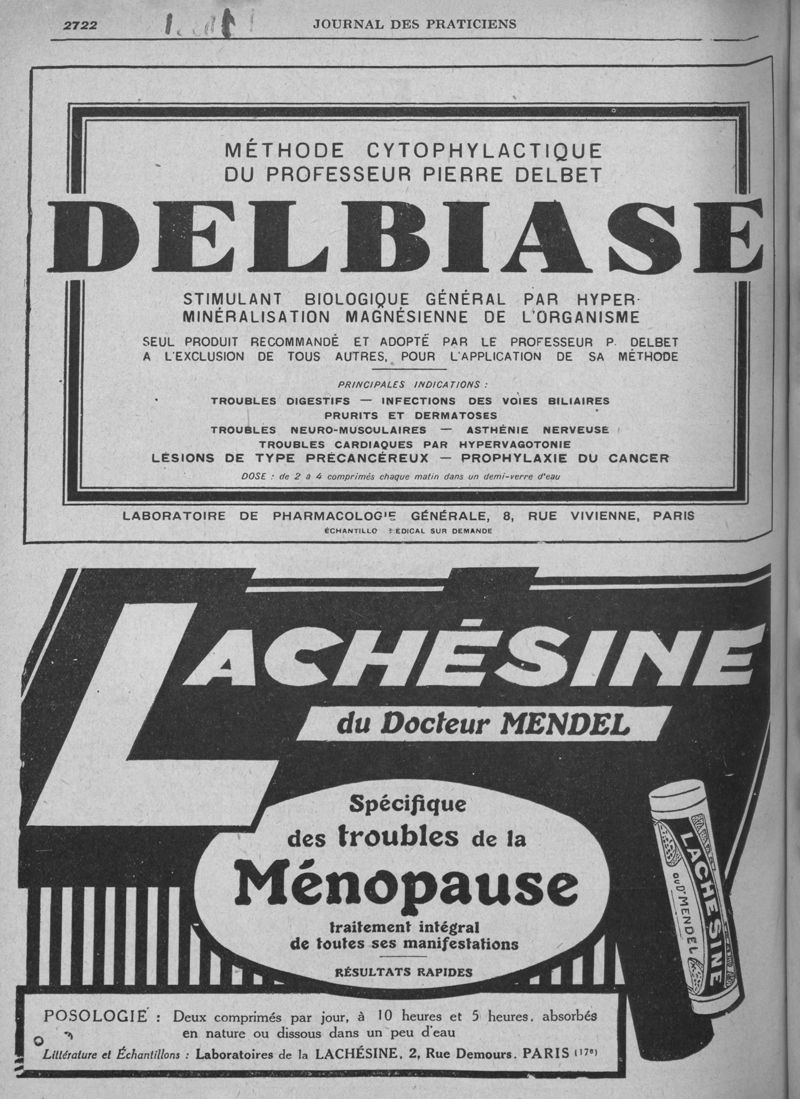 2722
JOURNAL DES PRATICIENS
MÉTHODE CYTOPHYLACTIQUE
DU PROFESSEUR PIERRE DELBET
DELBIASE
STIMULANT BIOLOGIQUE GÉNÉRAL PAR HYPER-
MINÉRALISATION MAGNÉSIENNE DE L'ORGANISME
SEUL PRODUIT RECOMMANDÉ ET ADOPTÉ PAR LE PROFESSEUR P. DELBET
A L'EXCLUSION DE TOUS AUTRES, POUR L'APPLICATION DE SA MÉTHODE
PRINCIPALES INDICATIONS :
TROUBLES DIGESTIFS — INFECTIONS DES VOIES BILIAIRES
PRURITS ET DERMATOSES
TROUBLES NEURO-MUSCULAIRES — ASTHÉNIE NERVEUSE
TROUBLES CARDIAQUES PAR HYPERVAGOTONIE
LÉSIONS DE TYPE PRÉCANCÉREUX — PROPHYLAXIE DU CANCER
DOSE : de 2 à 4 comprimés chaque matin dans un demi-verre d'eau
LABORATOIRE DE PHARMACOLOGIE GÉNÉRALE, 8, RUE VIVIENNE, PARIS
SUR DEMANDE
LACHÉSINE
du Docteur MENDEL
Spécifique
des troubles de la
Ménopause
traitement intégral
de toutes ses manifestations
RÉSULTATS RAPIDES
LACHÉSINE
DU Dr MENDEL
POSOLOGIE : Deux comprimés par jour, à 10 heures et 5 heures, absorbés
en nature ou dissous dans un peu d'eau
Littérature et Échantillons : Laboratoires de la LACHÉSINE, 2, Rue Demours, PARIS (17e)